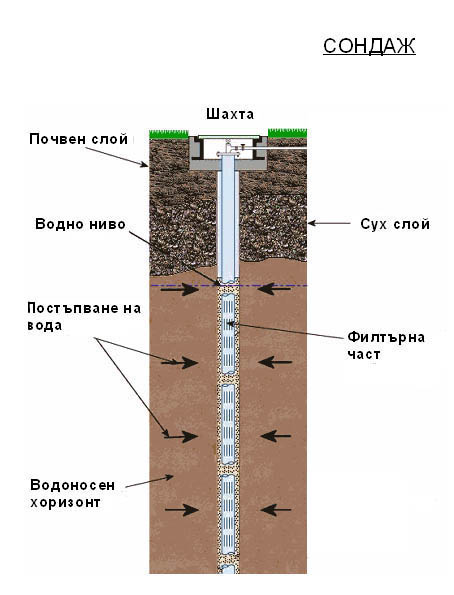 СОНДАЖ
Шахта
Почвен слой
Водно ниво
Сух слой
Постъпване на
вода
Филтърна
част
Водоносен
хоризонт